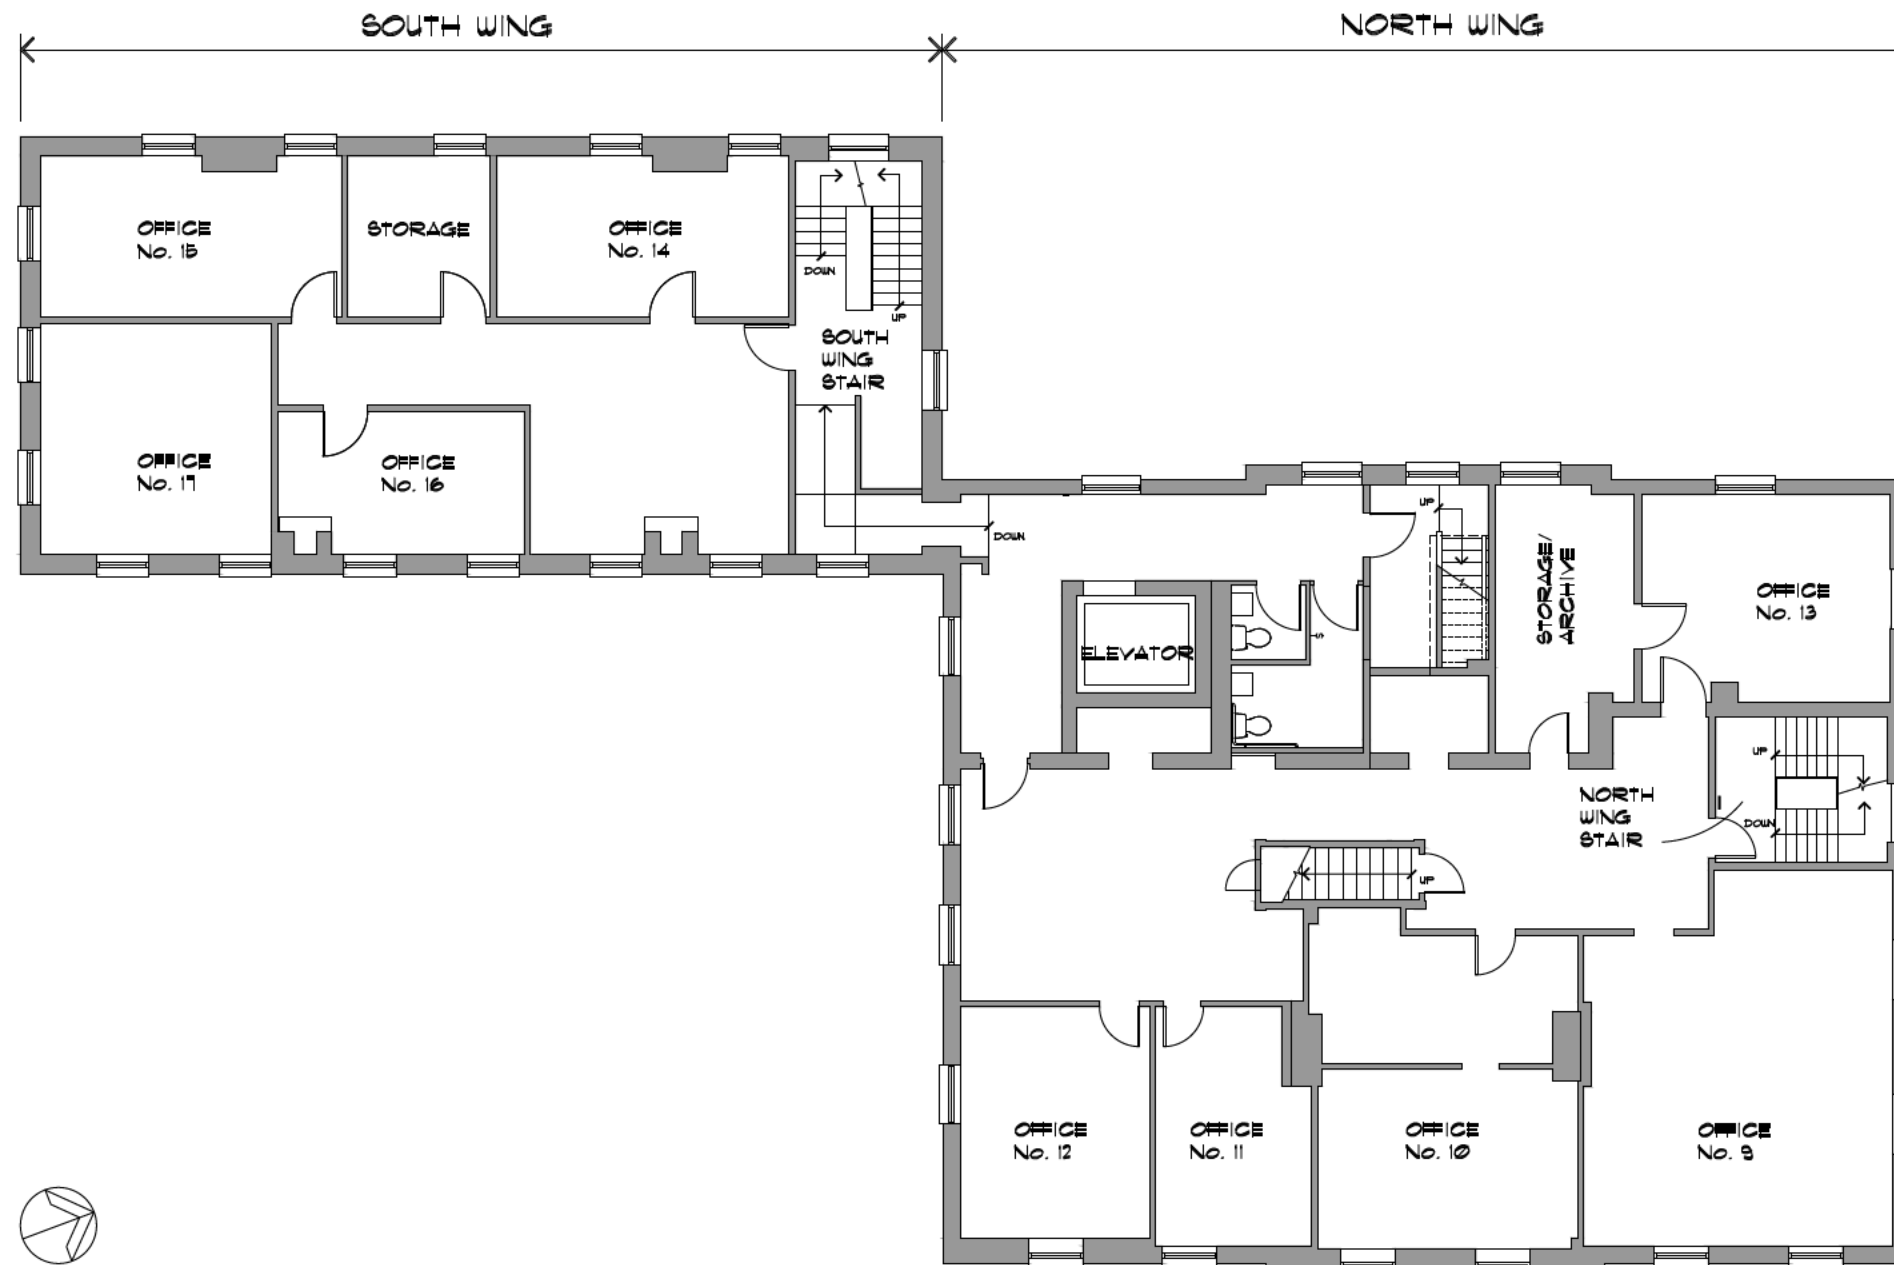 SOUTH WING
NORTH WING
OFFICE
No. 15
STORAGE
OFFICE
No. 14
DOWN
UP
SOUTH
WING
STAIR
OFFICE
No. 17
OFFICE
No. 16
DOWN
UP
STORAGE/
ARCHIVE
OFFICE
No. 13
ELEVATOR
S
UP
DOWN
NORTH
WING
STAIR
UP
OFFICE
No. 12
OFFICE
No. 11
OFFICE
No. 10
OFFICE
No. 9